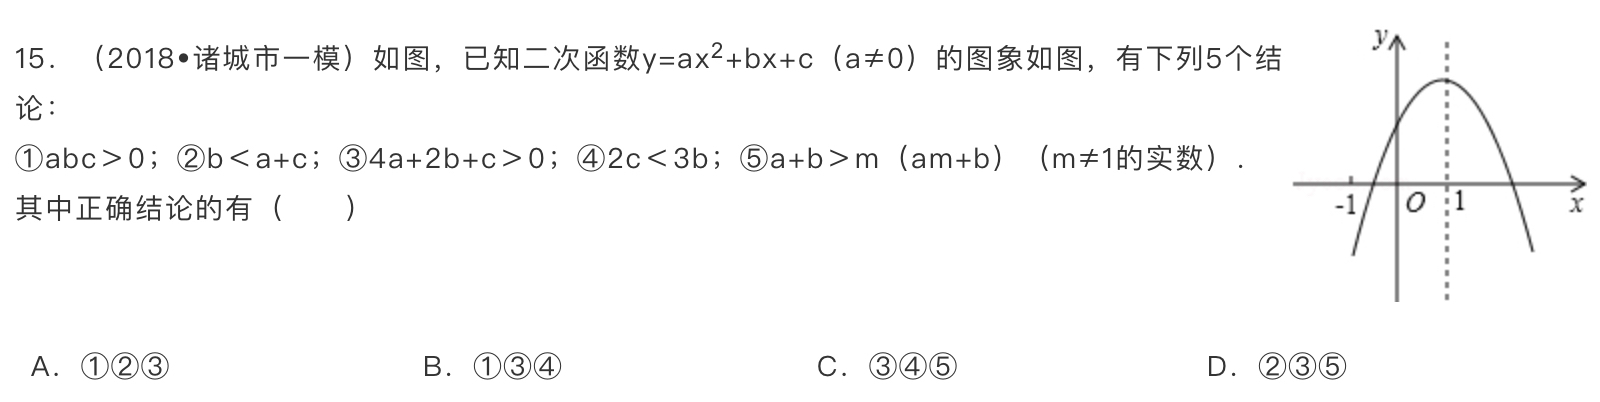 15. （2018•诸城市一模）如图，已知二次函数y=ax²+bx+c（a≠0）的图象如图，有下列5个结
论：
①abc＞0；②b＜a+c；③4a+2b+c＞0；④2c＜3b；⑤a+b＞m（am+b）（m≠1的实数）.
其中正确结论的有（　　）
y
-1 O 1 x
A. ①②③ B. ①③④ C. ③④⑤ D. ②③⑤